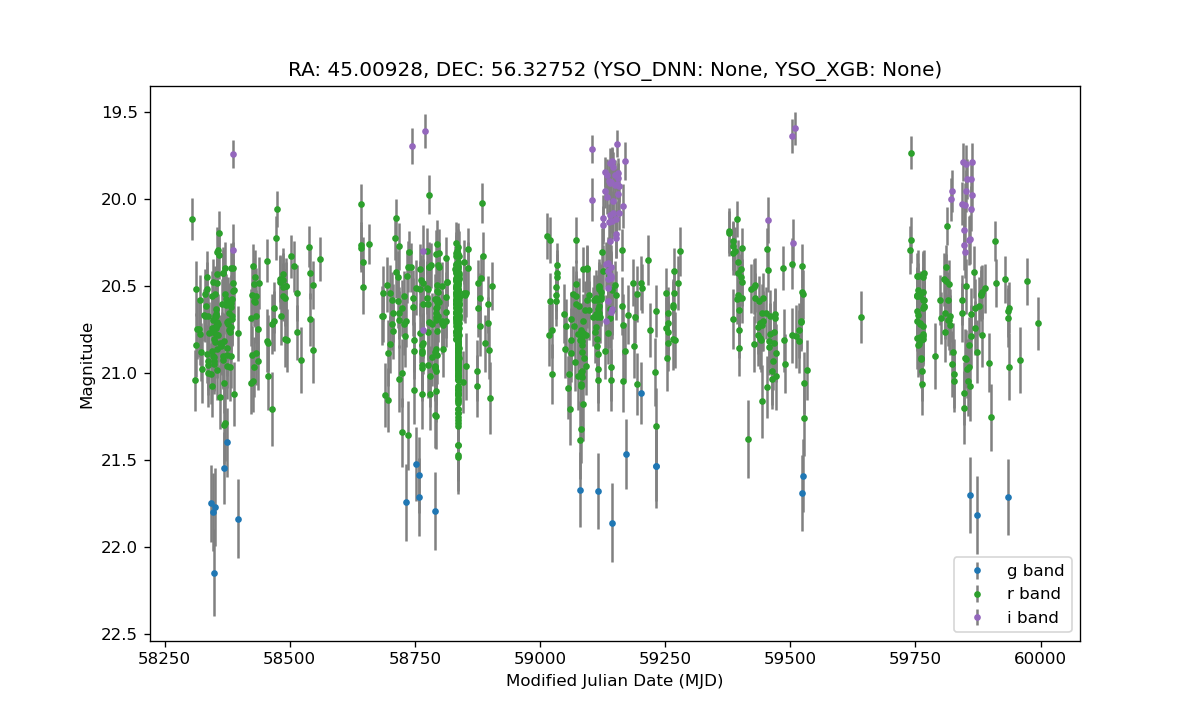 RA: 45.00928, DEC: 56.32752 (YSO_DNN: None, YSO_XGB: None)
19.5
20.0
20.5
21.0
21.5
22.0
22.5
Magnitude
g band
r band
i band
58250 58500 58750 59000 59250 59500 59750 60000
Modified Julian Date (MJD)